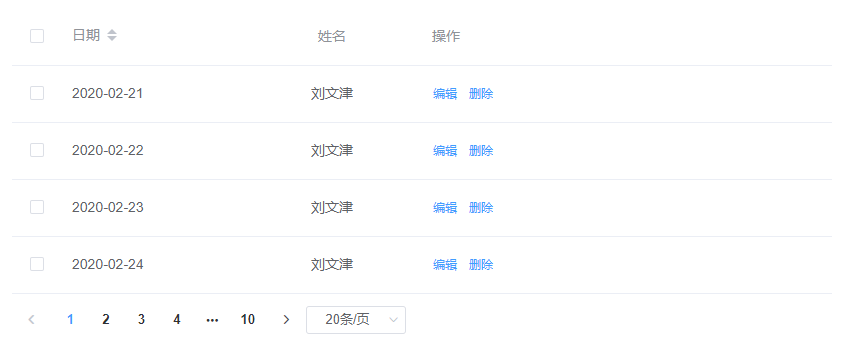 日期 姓名 操作
2020-02-21 刘文津 编辑 删除
2020-02-22 刘文津 编辑 删除
2020-02-23 刘文津 编辑 删除
2020-02-24 刘文津 编辑 删除
1 2 3 4 ••• 10 20条/页